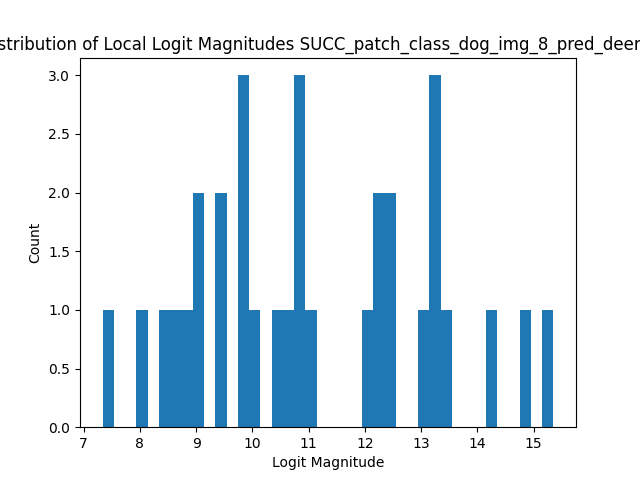 stribution of Local Logit Magnitudes SUCC_patch_class_dog_img_8_pred_deer
3.0
2.5
2.0
1.5
1.0
0.5
0.0
Count
7 8 9 10 11 12 13 14 15
Logit Magnitude